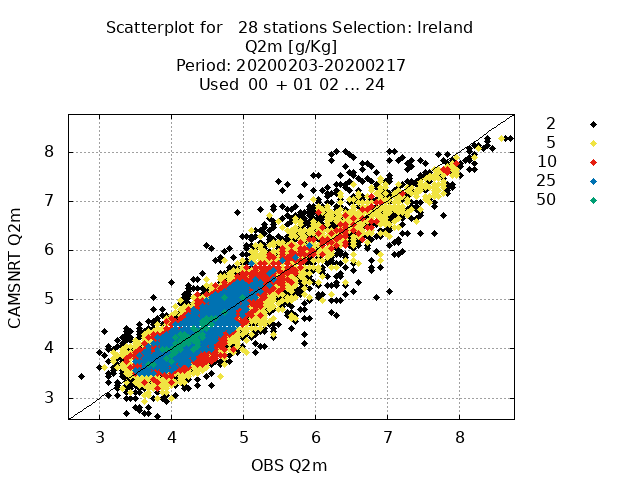 Scatterplot for   28 stations Selection: Ireland
Q2m [g/Kg]
Period: 20200203-20200217
Used  00 + 01 02 ... 24
2
5
10
25
50
8
7
6
5
4
3
CAMSNRT Q2m
3 4 5 6 7 8
OBS Q2m